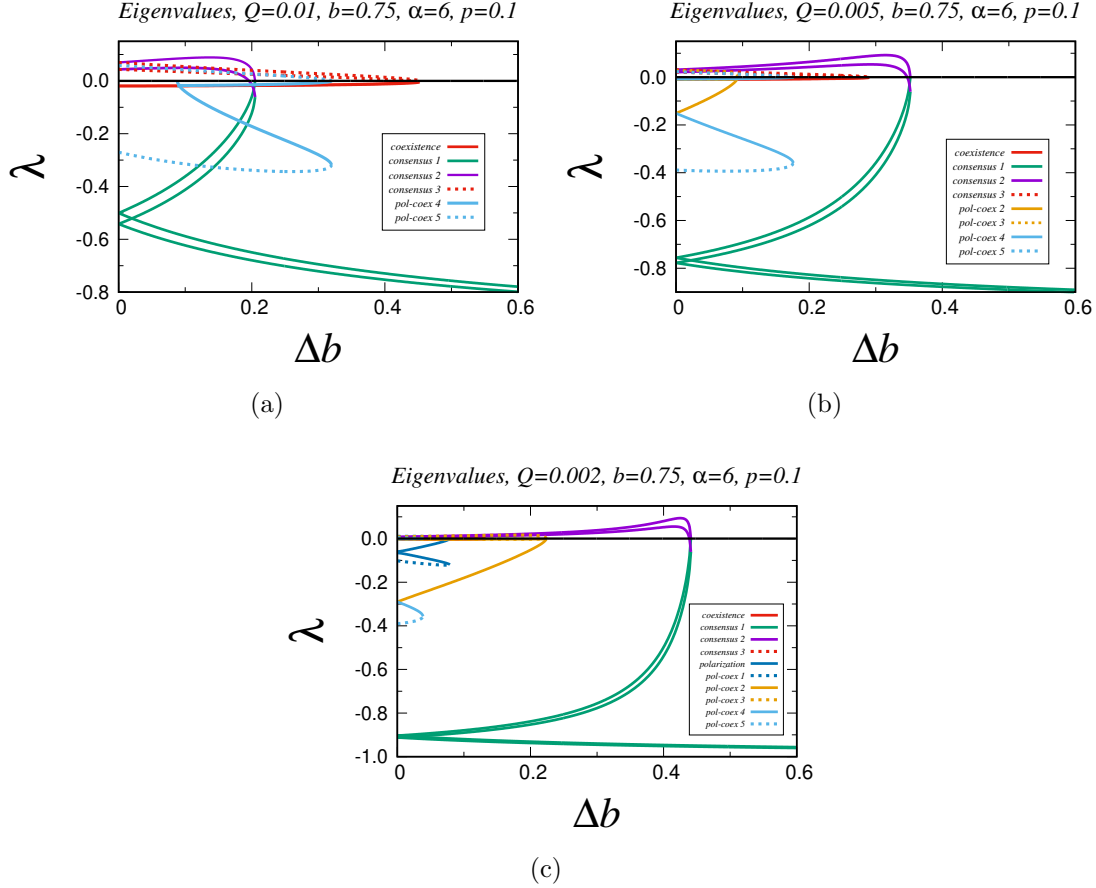 Eigenvalues, Q=0.01, b=0.75, α=6, p=0.1
0.0
-0.2
-0.4
-0.6
-0.8
0
0.2
0.4
0.6
λ
Δb
coexistence
consensus 1
consensus 2
consensus 3
pol-coex 4
pol-coex 5
(a)
Eigenvalues, Q=0.005, b=0.75, α=6, p=0.1
0.0
-0.2
-0.4
-0.6
-0.8
0
0.2
0.4
0.6
λ
Δb
coexistence
consensus 1
consensus 2
consensus 3
pol-coex 2
pol-coex 3
pol-coex 4
pol-coex 5
(b)
Eigenvalues, Q=0.002, b=0.75, α=6, p=0.1
0.0
-0.2
-0.4
-0.6
-0.8
-1.0
0
0.2
0.4
0.6
λ
Δb
coexistence
consensus 1
consensus 2
consensus 3
polarization
pol-coex 1
pol-coex 2
pol-coex 3
pol-coex 4
pol-coex 5
(c)